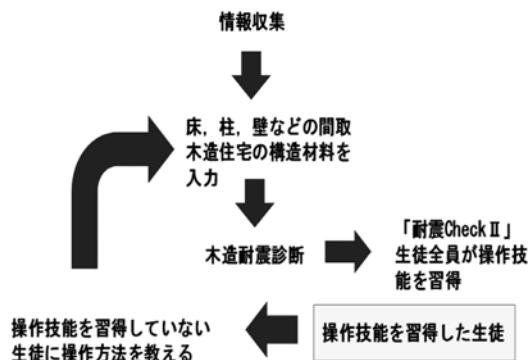 情報収集
床，柱，壁などの間取
木造住宅の構造材料を
入力
木造耐震診断
「耐震CheckⅡ」
生徒全員が操作技
能を習得
操作技能を習得した生徒
操作技能を習得していない
生徒に操作方法を教える